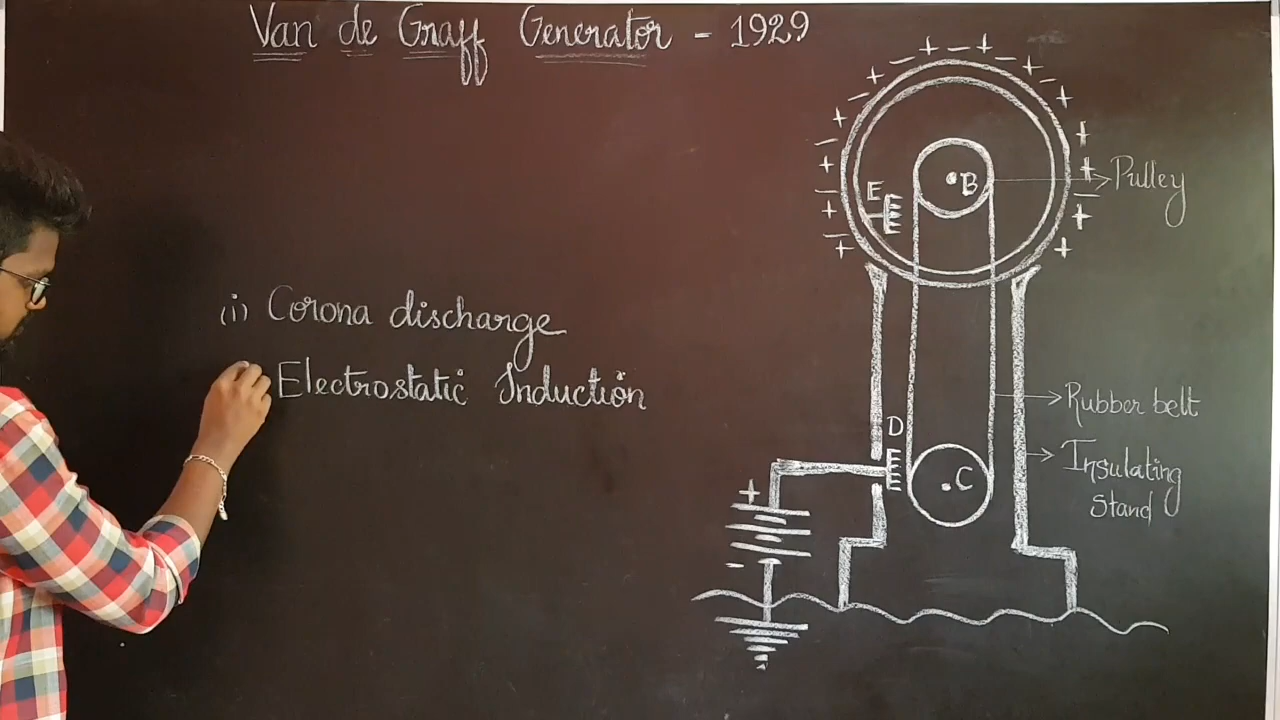 Van de Graff Generator - 1929
B
Pulley
E
(i) Corona discharge
Electrostatic Induction
Rubber belt
D
Insulating
Stand
C
+
-